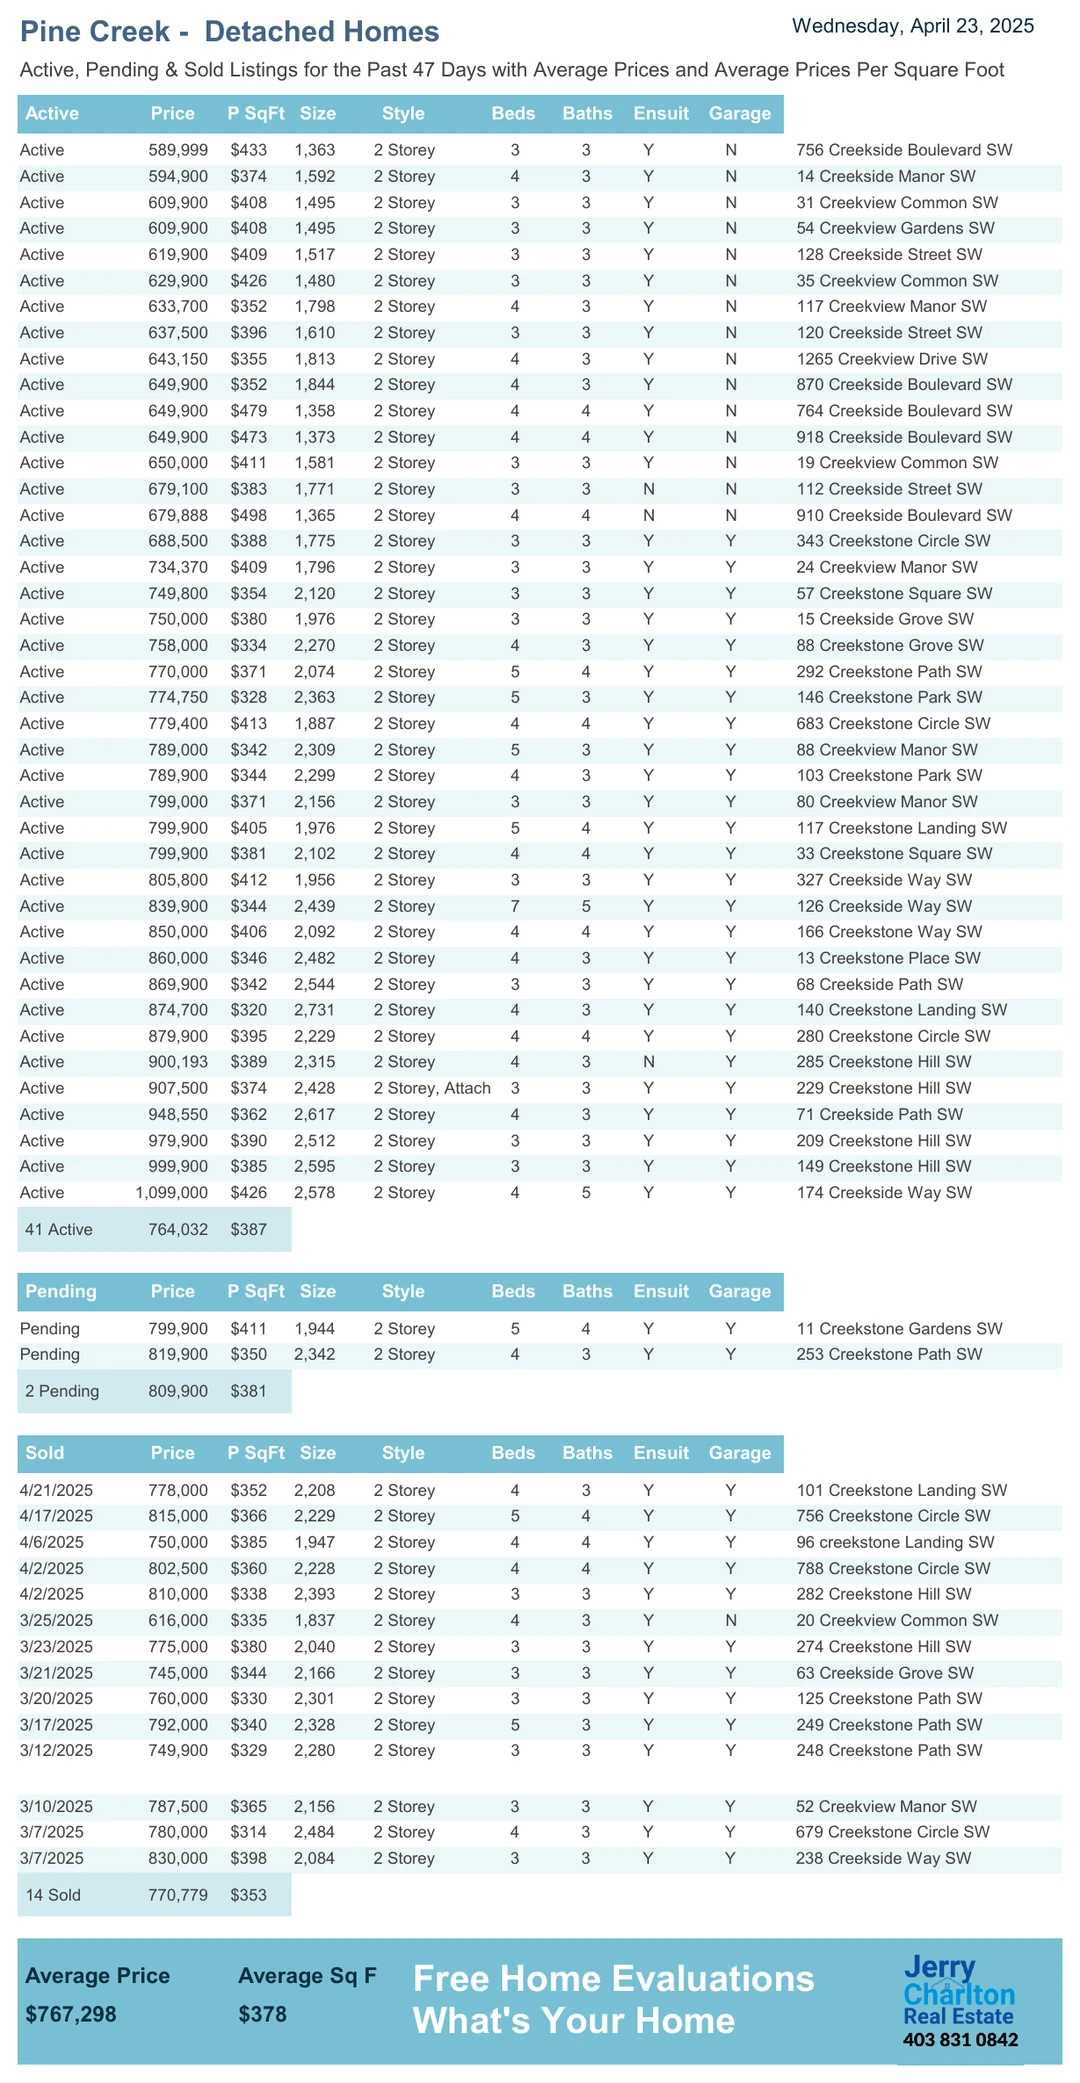 Pine Creek -  Detached Homes Wednesday, April 23, 2025
Active, Pending & Sold Listings for the Past 47 Days with Average Prices and Average Prices Per Square Foot
Active Price P SqFt Size Style Beds Baths Ensuit Garage
Active 589,999 $433 1,363 2 Storey 3 3 Y N 756 Creekside Boulevard SW
Active 594,900 $374 1,592 2 Storey 4 3 Y N 14 Creekside Manor SW
Active 609,900 $408 1,495 2 Storey 3 3 Y N 31 Creekview Common SW
Active 609,900 $408 1,495 2 Storey 3 3 Y N 54 Creekview Gardens SW
Active 619,900 $409 1,517 2 Storey 3 3 Y N 128 Creekside Street SW
Active 629,900 $426 1,480 2 Storey 3 3 Y N 35 Creekview Common SW
Active 633,700 $352 1,798 2 Storey 4 3 Y N 117 Creekview Manor SW
Active 637,500 $396 1,610 2 Storey 3 3 Y N 120 Creekside Street SW
Active 643,150 $355 1,813 2 Storey 4 3 Y N 1265 Creekview Drive SW
Active 649,900 $352 1,844 2 Storey 4 3 Y N 870 Creekside Boulevard SW
Active 649,900 $479 1,358 2 Storey 4 4 Y N 764 Creekside Boulevard SW
Active 649,900 $473 1,373 2 Storey 4 4 Y N 918 Creekside Boulevard SW
Active 650,000 $411 1,581 2 Storey 3 3 Y N 19 Creekview Common SW
Active 679,100 $383 1,771 2 Storey 3 3 N N 112 Creekside Street SW
Active 679,888 $498 1,365 2 Storey 4 4 N N 910 Creekside Boulevard SW
Active 688,500 $388 1,775 2 Storey 3 3 Y Y 343 Creekstone Circle SW
Active 734,370 $409 1,796 2 Storey 3 3 Y Y 24 Creekview Manor SW
Active 749,800 $354 2,120 2 Storey 3 3 Y Y 57 Creekstone Square SW
Active 750,000 $380 1,976 2 Storey 3 3 Y Y 15 Creekside Grove SW
Active 758,000 $334 2,270 2 Storey 4 3 Y Y 88 Creekstone Grove SW
Active 770,000 $371 2,074 2 Storey 5 4 Y Y 292 Creekstone Path SW
Active 774,750 $328 2,363 2 Storey 5 3 Y Y 146 Creekstone Park SW
Active 779,400 $413 1,887 2 Storey 4 4 Y Y 683 Creekstone Circle SW
Active 789,000 $342 2,309 2 Storey 5 3 Y Y 88 Creekview Manor SW
Active 789,900 $344 2,299 2 Storey 4 3 Y Y 103 Creekstone Park SW
Active 799,000 $371 2,156 2 Storey 3 3 Y Y 80 Creekview Manor SW
Active 799,900 $405 1,976 2 Storey 5 4 Y Y 117 Creekstone Landing SW
Active 799,900 $381 2,102 2 Storey 4 4 Y Y 33 Creekstone Square SW
Active 805,800 $412 1,956 2 Storey 3 3 Y Y 327 Creekside Way SW
Active 839,900 $344 2,439 2 Storey 7 5 Y Y 126 Creekside Way SW
Active 850,000 $406 2,092 2 Storey 4 4 Y Y 166 Creekstone Way SW
Active 860,000 $346 2,482 2 Storey 4 3 Y Y 13 Creekstone Place SW
Active 869,900 $342 2,544 2 Storey 3 3 Y Y 68 Creekside Path SW
Active 874,700 $320 2,731 2 Storey 4 3 Y Y 140 Creekstone Landing SW
Active 879,900 $395 2,229 2 Storey 4 4 Y Y 280 Creekstone Circle SW
Active 900,193 $389 2,315 2 Storey 4 3 N Y 285 Creekstone Hill SW
Active 907,500 $374 2,428 2 Storey, Attach 3 3 Y Y 229 Creekstone Hill SW
Active 948,550 $362 2,617 2 Storey 4 3 Y Y 71 Creekside Path SW
Active 979,900 $390 2,512 2 Storey 3 3 Y Y 209 Creekstone Hill SW
Active 999,900 $385 2,595 2 Storey 3 3 Y Y 149 Creekstone Hill SW
Active 1,099,000 $426 2,578 2 Storey 4 5 Y Y 174 Creekside Way SW
41 Active 764,032 $387
Pending Price P SqFt Size Style Beds Baths Ensuit Garage
Pending 799,900 $411 1,944 2 Storey 5 4 Y Y 11 Creekstone Gardens SW
Pending 819,900 $350 2,342 2 Storey 4 3 Y Y 253 Creekstone Path SW
2 Pending 809,900 $381
Sold Price P SqFt Size Style Beds Baths Ensuit Garage
4/21/2025 778,000 $352 2,208 2 Storey 4 3 Y Y 101 Creekstone Landing SW
4/17/2025 815,000 $366 2,229 2 Storey 5 4 Y Y 756 Creekstone Circle SW
4/6/2025 750,000 $385 1,947 2 Storey 4 4 Y Y 96 creekstone Landing SW
4/2/2025 802,500 $360 2,228 2 Storey 4 4 Y Y 788 Creekstone Circle SW
4/2/2025 810,000 $338 2,393 2 Storey 3 3 Y Y 282 Creekstone Hill SW
3/25/2025 616,000 $335 1,837 2 Storey 4 3 Y N 20 Creekview Common SW
3/23/2025 775,000 $380 2,040 2 Storey 3 3 Y Y 274 Creekstone Hill SW
3/21/2025 745,000 $344 2,166 2 Storey 3 3 Y Y 63 Creekside Grove SW
3/20/2025 760,000 $330 2,301 2 Storey 3 3 Y Y 125 Creekstone Path SW
3/17/2025 792,000 $340 2,328 2 Storey 5 3 Y Y 249 Creekstone Path SW
3/12/2025 749,900 $329 2,280 2 Storey 3 3 Y Y 248 Creekstone Path SW
3/10/2025 787,500 $365 2,156 2 Storey 3 3 Y Y 52 Creekview Manor SW
3/7/2025 780,000 $314 2,484 2 Storey 4 3 Y Y 679 Creekstone Circle SW
3/7/2025 830,000 $398 2,084 2 Storey 3 3 Y Y 238 Creekside Way SW
14 Sold 770,779 $353
Average Price Average Sq F
$767,298 $378
Free Home Evaluations
What's Your Home
Jerry
Charlton
Real Estate
403 831 0842